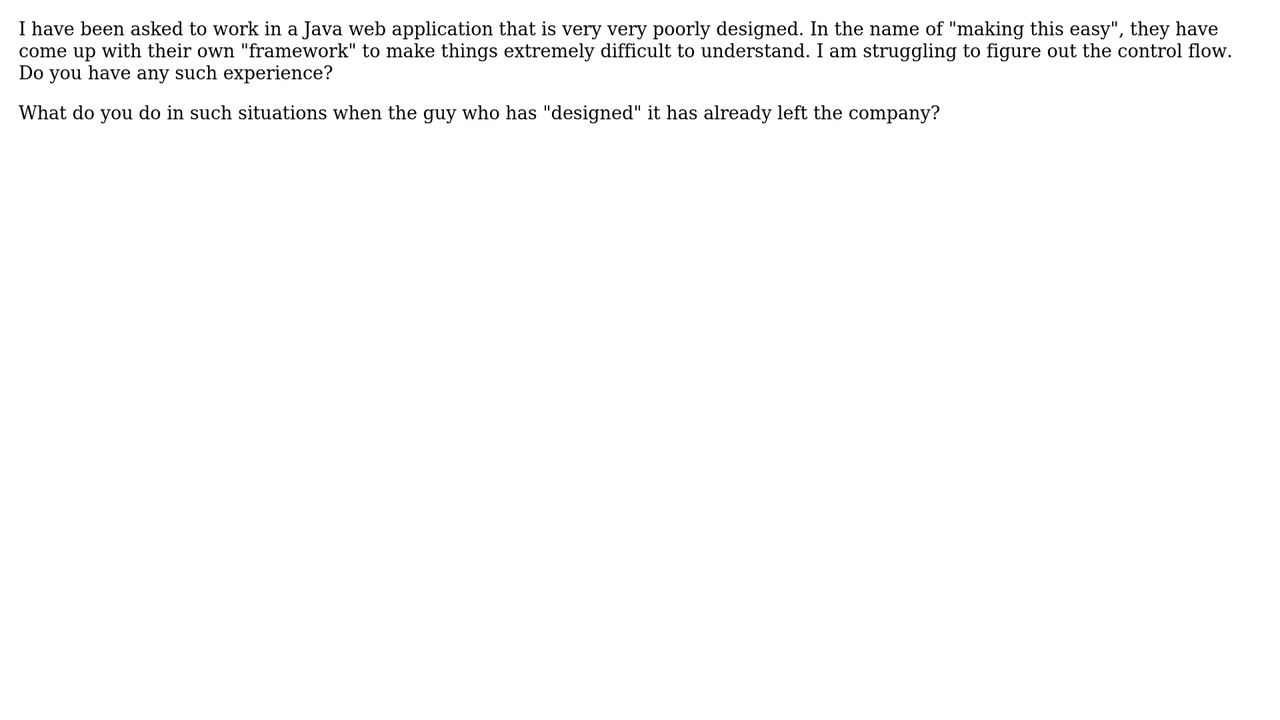 I have been asked to work in a Java web application that is very very poorly designed. In the name of "making this easy", they have
come up with their own "framework" to make things extremely difficult to understand. I am struggling to figure out the control flow.
Do you have any such experience?
What do you do in such situations when the guy who has "designed" it has already left the company?